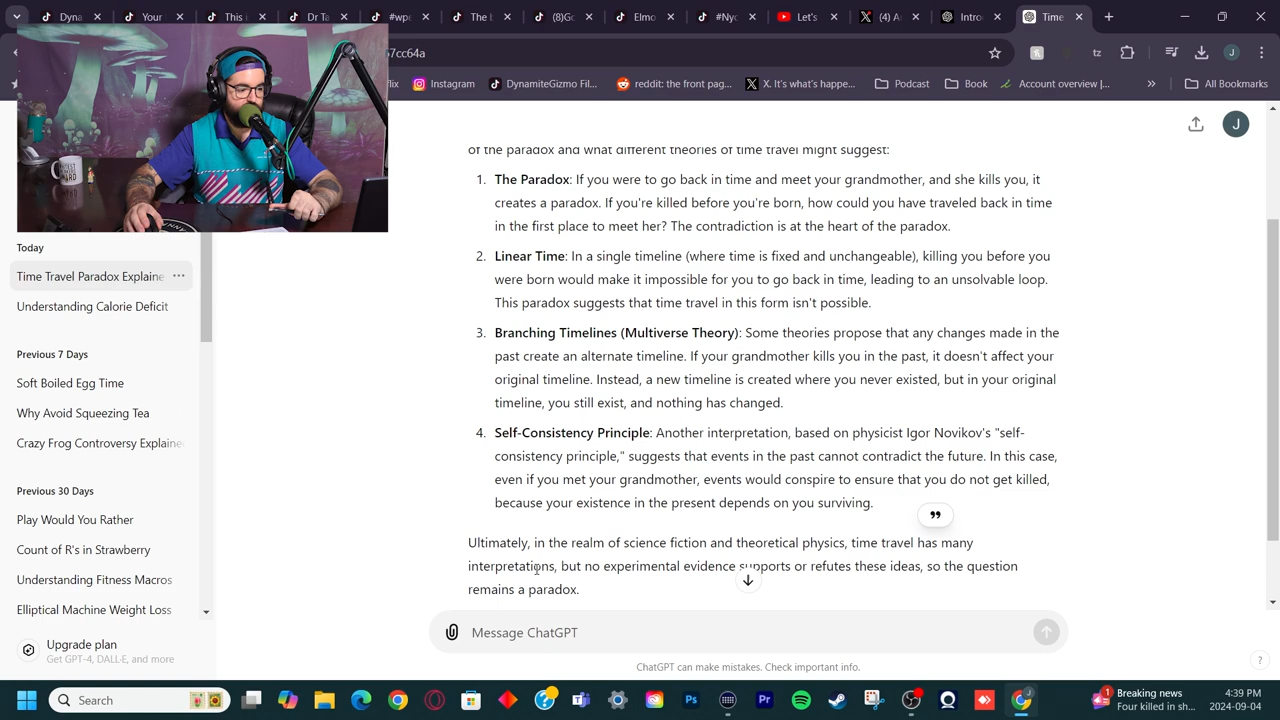 Dyna
Your
This
Dr Ta
#wpe
The
(8)Go
Elmo
#Nyc
Let's
(4) A
Intro
Time
57cc64a
tz
flix
Instagram
DynamiteGizmo Fil...
reddit: the front pag...
X. It's what's happe...
Podcast
Book
Account overview |...
All Bookmarks
J
of the paradox and what different theories of time travel might suggest:
1. The Paradox: If you were to go back in time and meet your grandmother, and she kills you, it
creates a paradox. If you're killed before you're born, how could you have traveled back in time
in the first place to meet her? The contradiction is at the heart of the paradox.
2. Linear Time: In a single timeline (where time is fixed and unchangeable), killing you before you
were born would make it impossible for you to go back in time, leading to an unsolvable loop.
This paradox suggests that time travel in this form isn't possible.
3. Branching Timelines (Multiverse Theory): Some theories propose that any changes made in the
past create an alternate timeline. If your grandmother kills you in the past, it doesn't affect your
original timeline. Instead, a new timeline is created where you never existed, but in your original
timeline, you still exist, and nothing has changed.
4. Self-Consistency Principle: Another interpretation, based on physicist Igor Novikov's "self-
consistency principle," suggests that events in the past cannot contradict the future. In this case,
even if you met your grandmother, events would conspire to ensure that you do not get killed,
because your existence in the present depends on you surviving.
Ultimately, in the realm of science fiction and theoretical physics, time travel has many
interpretations, but no experimental evidence supports or refutes these ideas, so the question
remains a paradox.
Today
Time Travel Paradox Explaine
Understanding Calorie Deficit
Previous 7 Days
Soft Boiled Egg Time
Why Avoid Squeezing Tea
Crazy Frog Controversy Explaine
Previous 30 Days
Play Would You Rather
Count of R's in Strawberry
Understanding Fitness Macros
Elliptical Machine Weight Loss
Upgrade plan
Get GPT-4, DALL·E, and more
Message ChatGPT
ChatGPT can make mistakes. Check important info.
?
Search
Breaking news
Four killed in sh...
4:39 PM
2024-09-04